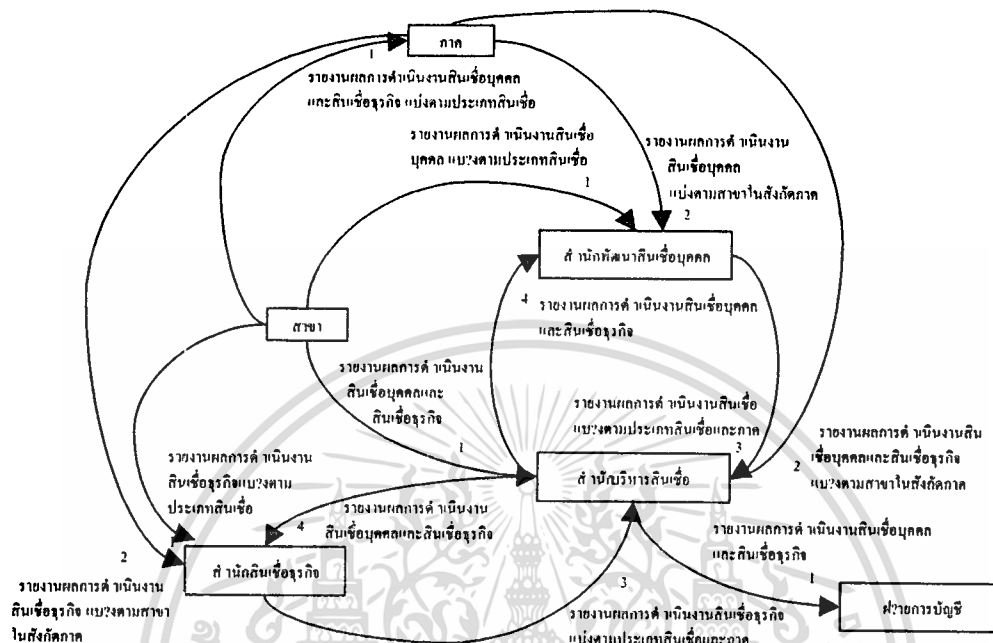 ภาค
1
รายงานผลการดำเนินงานสินเชื่อบุคคล
และสินเชื่อธุรกิจ แบ่งตามประเภทสินเชื่อ
รายงานผลการดำเนินงานสินเชื่อ
บุคคล แบ?งตามประเภทสินเชื่อ
1
รายงานผลการดำเนินงาน
สินเชื่อบุคคล
แบ่งตามสาขาในสังกัดภาค
2
สำนักพัฒนาสินเชื่อบุคคล
4
รายงานผลการดำเนินงานสินเชื่อบุคคล
และสินเชื่อธุรกิจ
สาขา
รายงานผลการดำเนินงาน
สินเชื่อบุคคลและ
สินเชื่อธุรกิจ
1
รายงานผลการดำเนินงานสินเชื่อ
แบ?งตามประเภทสินเชื่อและภาค
3
สำนักบริหารสินเชื่อ
2
รายงานผลการดำเนินงานสิน
เชื่อบุคคลและสินเชื่อธุรกิจ
แบ?งตามสาขาในสังกัดภาค
รายงานผลการดำเนินงาน
สินเชื่อธุรกิจแบ?งตาม
ประเภทสินเชื่อ
4
รายงานผลการดำเนินงาน
สินเชื่อบุคคลและสินเชื่อธุรกิจ
รายงานผลการดำเนินงานสินเชื่อบุคคล
และสินเชื่อธุรกิจ
1
2
สำนักสินเชื่อธุรกิจ
รายงานผลการดำเนินงาน
สินเชื่อธุรกิจ แบ?งตามสาขา
ในสังกัดภาค
3
รายงานผลการดำเนินงานสินเชื่อธุรกิจ
แบ่งตามประเภทสินเชื่อและภาค
ฝ?ายการบัญชี